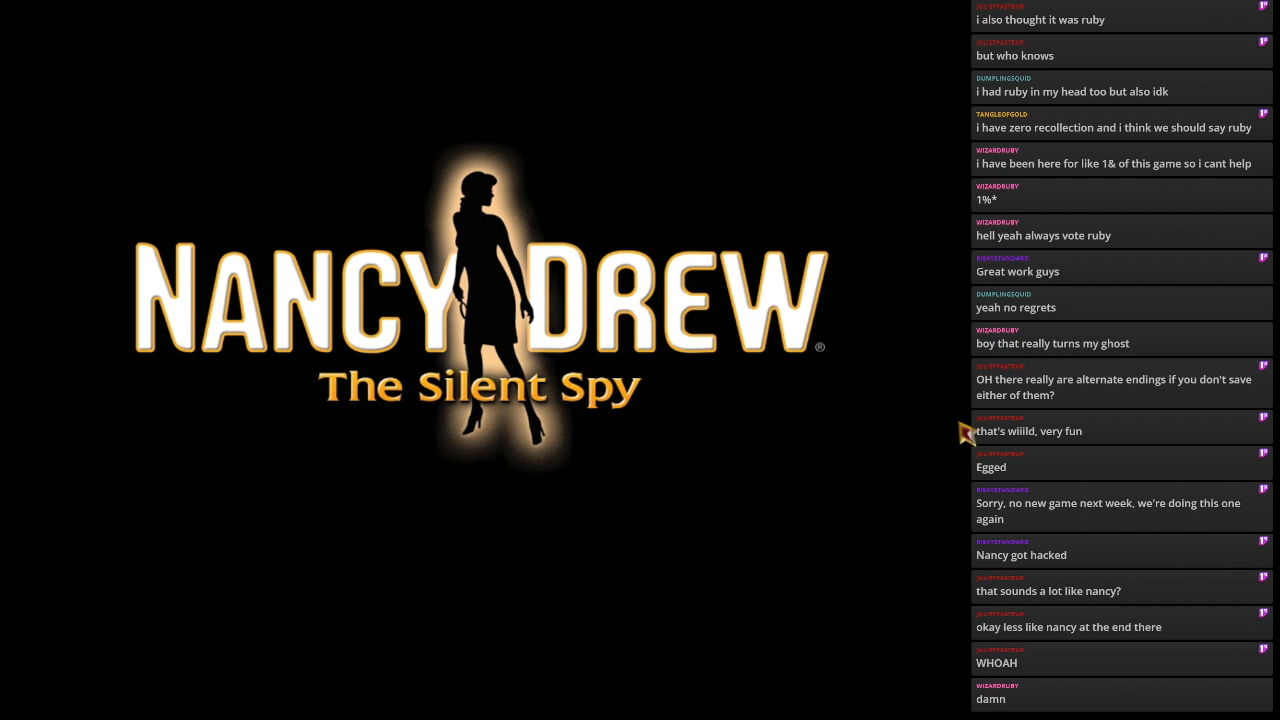 NANCY DREW®
The Silent Spy
JULIETPASTEUR
i also thought it was ruby
JULIETPASTEUR
but who knows
DUMPLINGSQUID
i had ruby in my head too but also idk
TANGLEOFGOLD
i have zero recollection and i think we should say ruby
WIZARDRUBY
i have been here for like 1& of this game so i cant help
WIZARDRUBY
1%*
WIZARDRUBY
hell yeah always vote ruby
RISKYSTANDARD
Great work guys
DUMPLINGSQUID
yeah no regrets
WIZARDRUBY
boy that really turns my ghost
JULIETPASTEUR
OH there really are alternate endings if you don't save
either of them?
JULIETPASTEUR
that's wiiild, very fun
JULIETPASTEUR
Egged
RISKYSTANDARD
Sorry, no new game next week, we're doing this one
again
RISKYSTANDARD
Nancy got hacked
JULIETPASTEUR
that sounds a lot like nancy?
JULIETPASTEUR
okay less like nancy at the end there
JULIETPASTEUR
WHOAH
WIZARDRUBY
damn